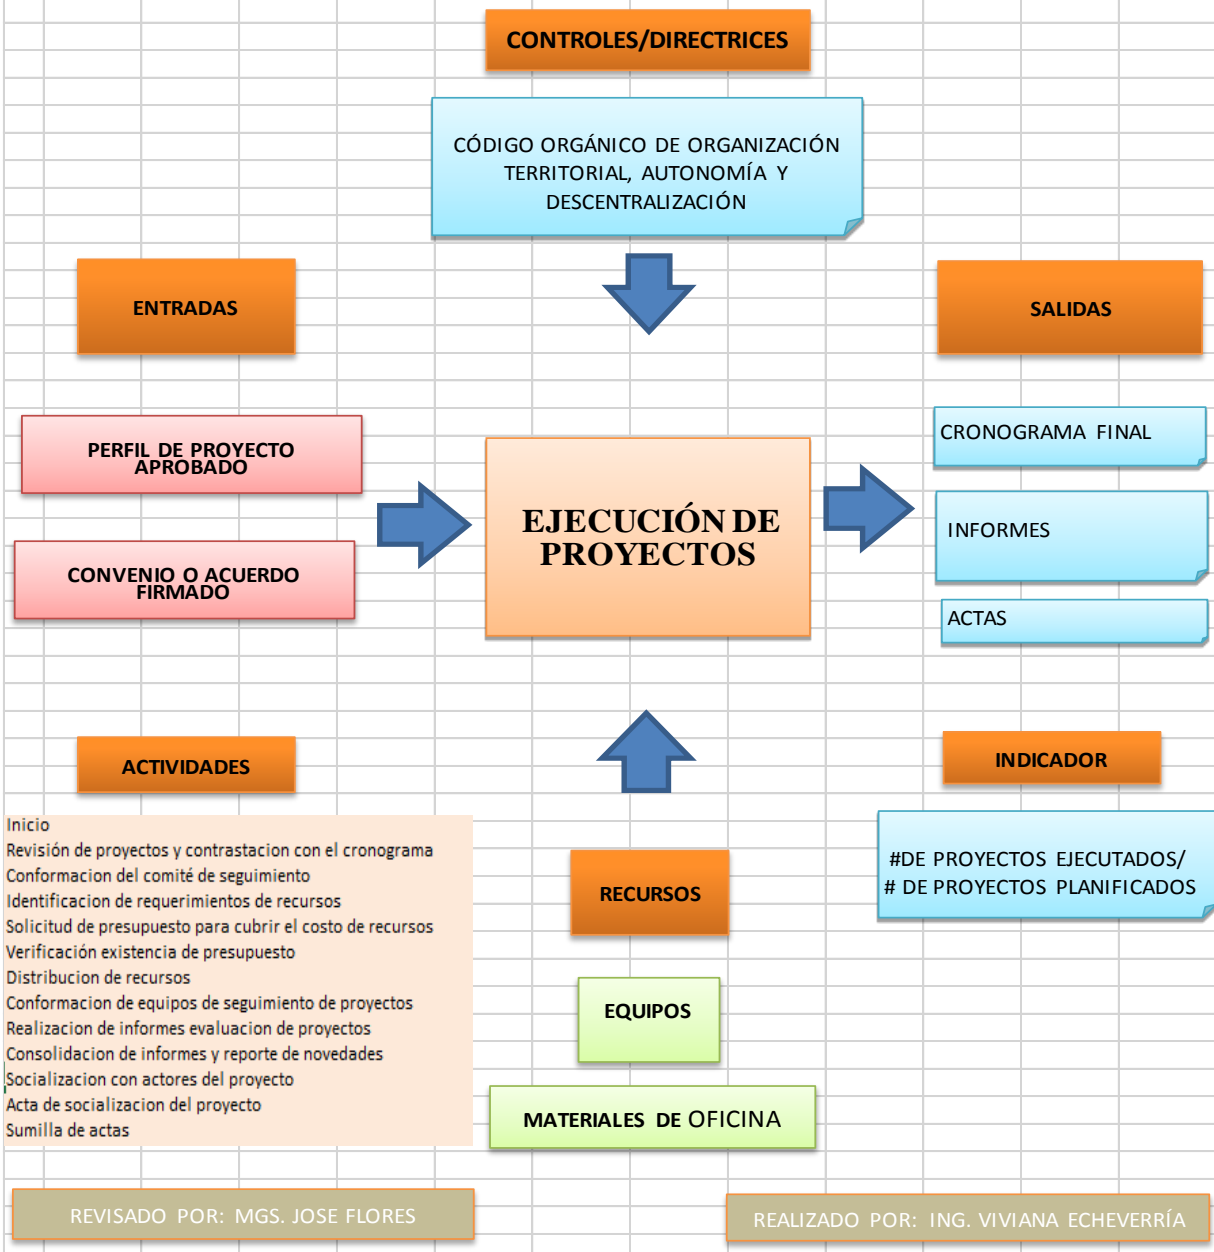 CONTROLES/DIRECTRICES
CÓDIGO ORGÁNICO DE ORGANIZACIÓN
TERRITORIAL, AUTONOMÍA Y
DESCENTRALIZACIÓN
ENTRADAS
SALIDAS
PERFIL DE PROYECTO
APROBADO
CONVENIO O ACUERDO
FIRMADO
EJECUCIÓN DE
PROYECTOS
CRONOGRAMA FINAL
INFORMES
ACTAS
ACTIVIDADES
Inicio
Revisión de proyectos y contrastacion con el cronograma
Conformacion del comité de seguimiento
Identificacion de requerimientos de recursos
Solicitud de presupuesto para cubrir el costo de recursos
Verificación existencia de presupuesto
Distribucion de recursos
Conformacion de equipos de seguimiento de proyectos
Realizacion de informes evaluacion de proyectos
Consolidacion de informes y reporte de novedades
Socializacion con actores del proyecto
Acta de socializacion del proyecto
Sumilla de actas
RECURSOS
EQUIPOS
MATERIALES DE OFICINA
INDICADOR
#DE PROYECTOS EJECUTADOS/
# DE PROYECTOS PLANIFICADOS
REVISADO POR: MGS. JOSE FLORES
REALIZADO POR: ING. VIVIANA ECHEVERRÍA